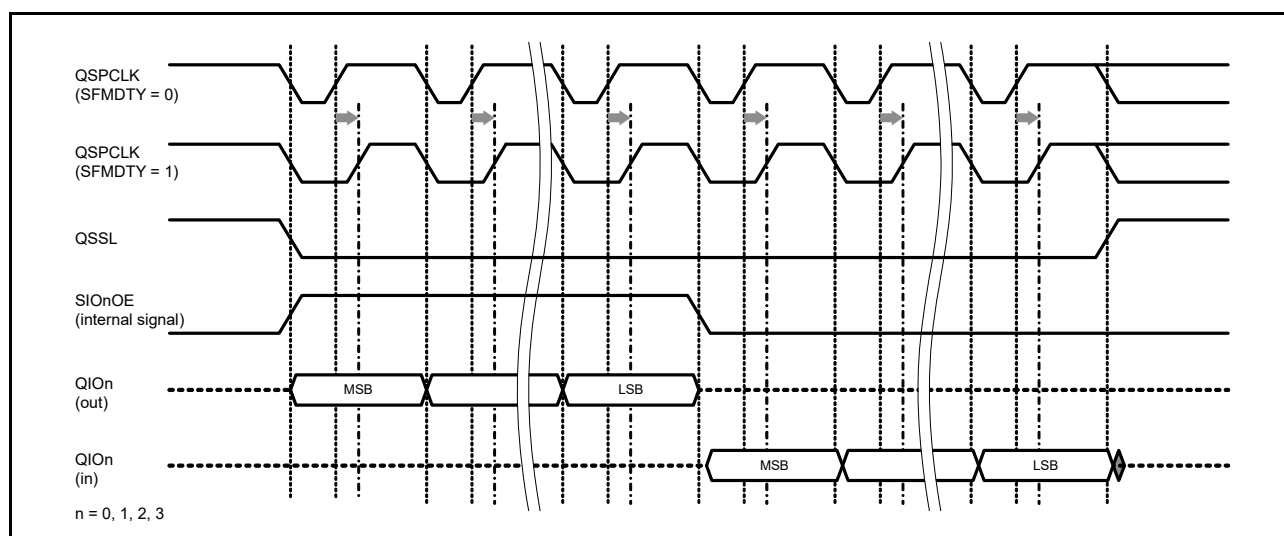 QSPCLK
(SFMDTY = 0)
QSPCLK
(SFMDTY = 1)
QSSL
SIOnOE
(internal signal)
QIOn
(out)
MSB
LSB
QIOn
(in)
MSB
LSB
n = 0, 1, 2, 3